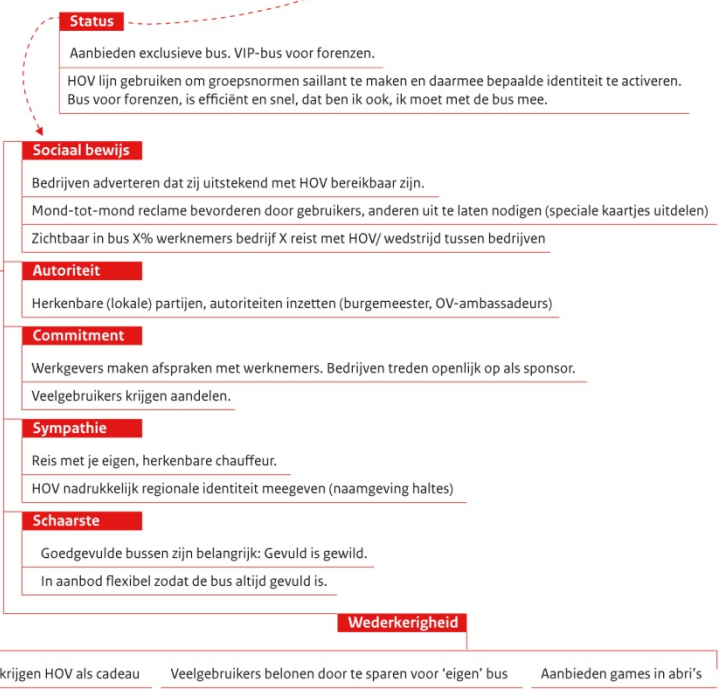 Status
Aanbieden exclusieve bus. VIP-bus voor forenzen.
HOV lijn gebruiken om groepsnormen saillant te maken en daarmee bepaalde identiteit te activeren.
Bus voor forenzen, is efficiënt en snel, dat ben ik ook, ik moet met de bus mee.
Sociaal bewijs
Bedrijven adverteren dat zij uitstekend met HOV bereikbaar zijn.
Mond-tot-mond reclame bevorderen door gebruikers, anderen uit te laten nodigen (speciale kaartjes uitdelen)
Zichtbaar in bus X% werknemers bedrijf X reist met HOV/ wedstrijd tussen bedrijven
Autoriteit
Herkenbare (lokale) partijen, autoriteiten inzetten (burgemeester, OV-ambassadeurs)
Commitment
Werkgevers maken afspraken met werknemers. Bedrijven treden openlijk op als sponsor.
Veelgebruikers krijgen aandelen.
Sympathie
Reis met je eigen, herkenbare chauffeur.
HOV nadrukkelijk regionale identiteit meegeven (naamgeving haltes)
Schaarste
Goedgevulde bussen zijn belangrijk: Gevuld is gewild.
In aanbod flexibel zodat de bus altijd gevuld is.
Wederkerigheid
krijgen HOV als cadeau
Veelgebruikers belonen door te sparen voor ‘eigen’ bus
Aanbieden games in abri’s